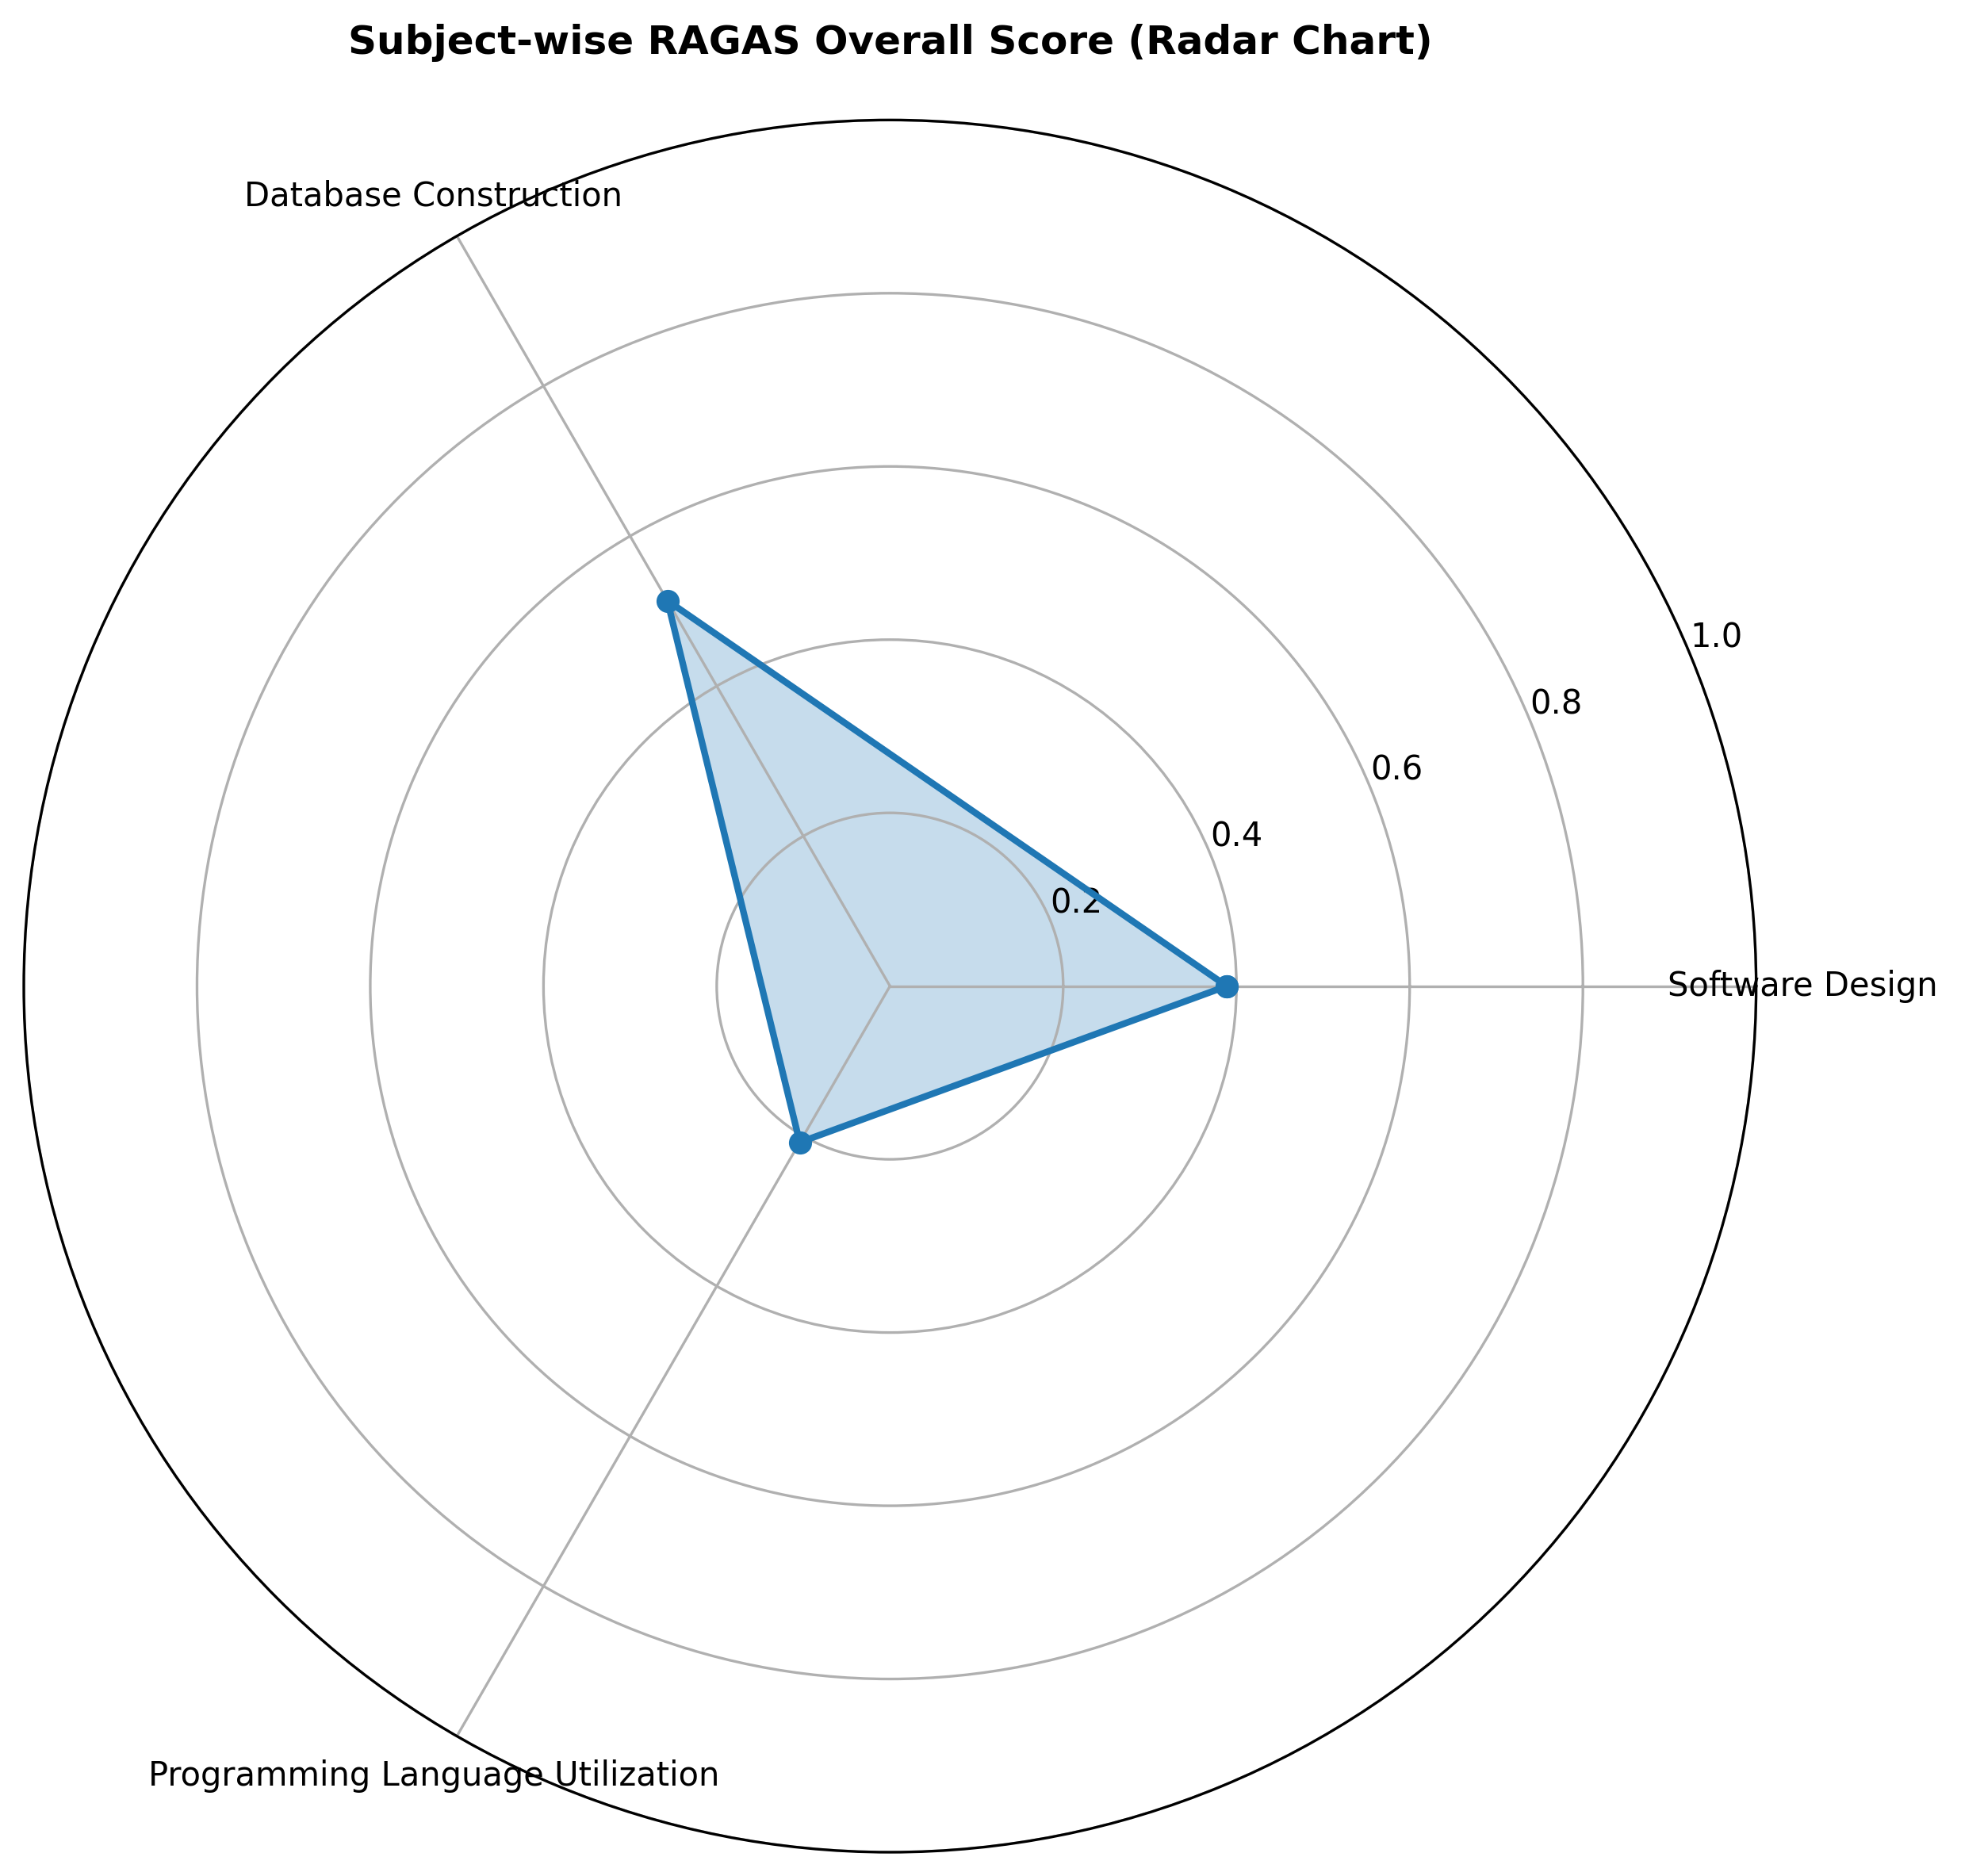 Subject-wise RAGAS Overall Score (Radar Chart)
Database Construction
1.0
0.8
0.6
0.4
0.2
Software Design
Programming Language Utilization